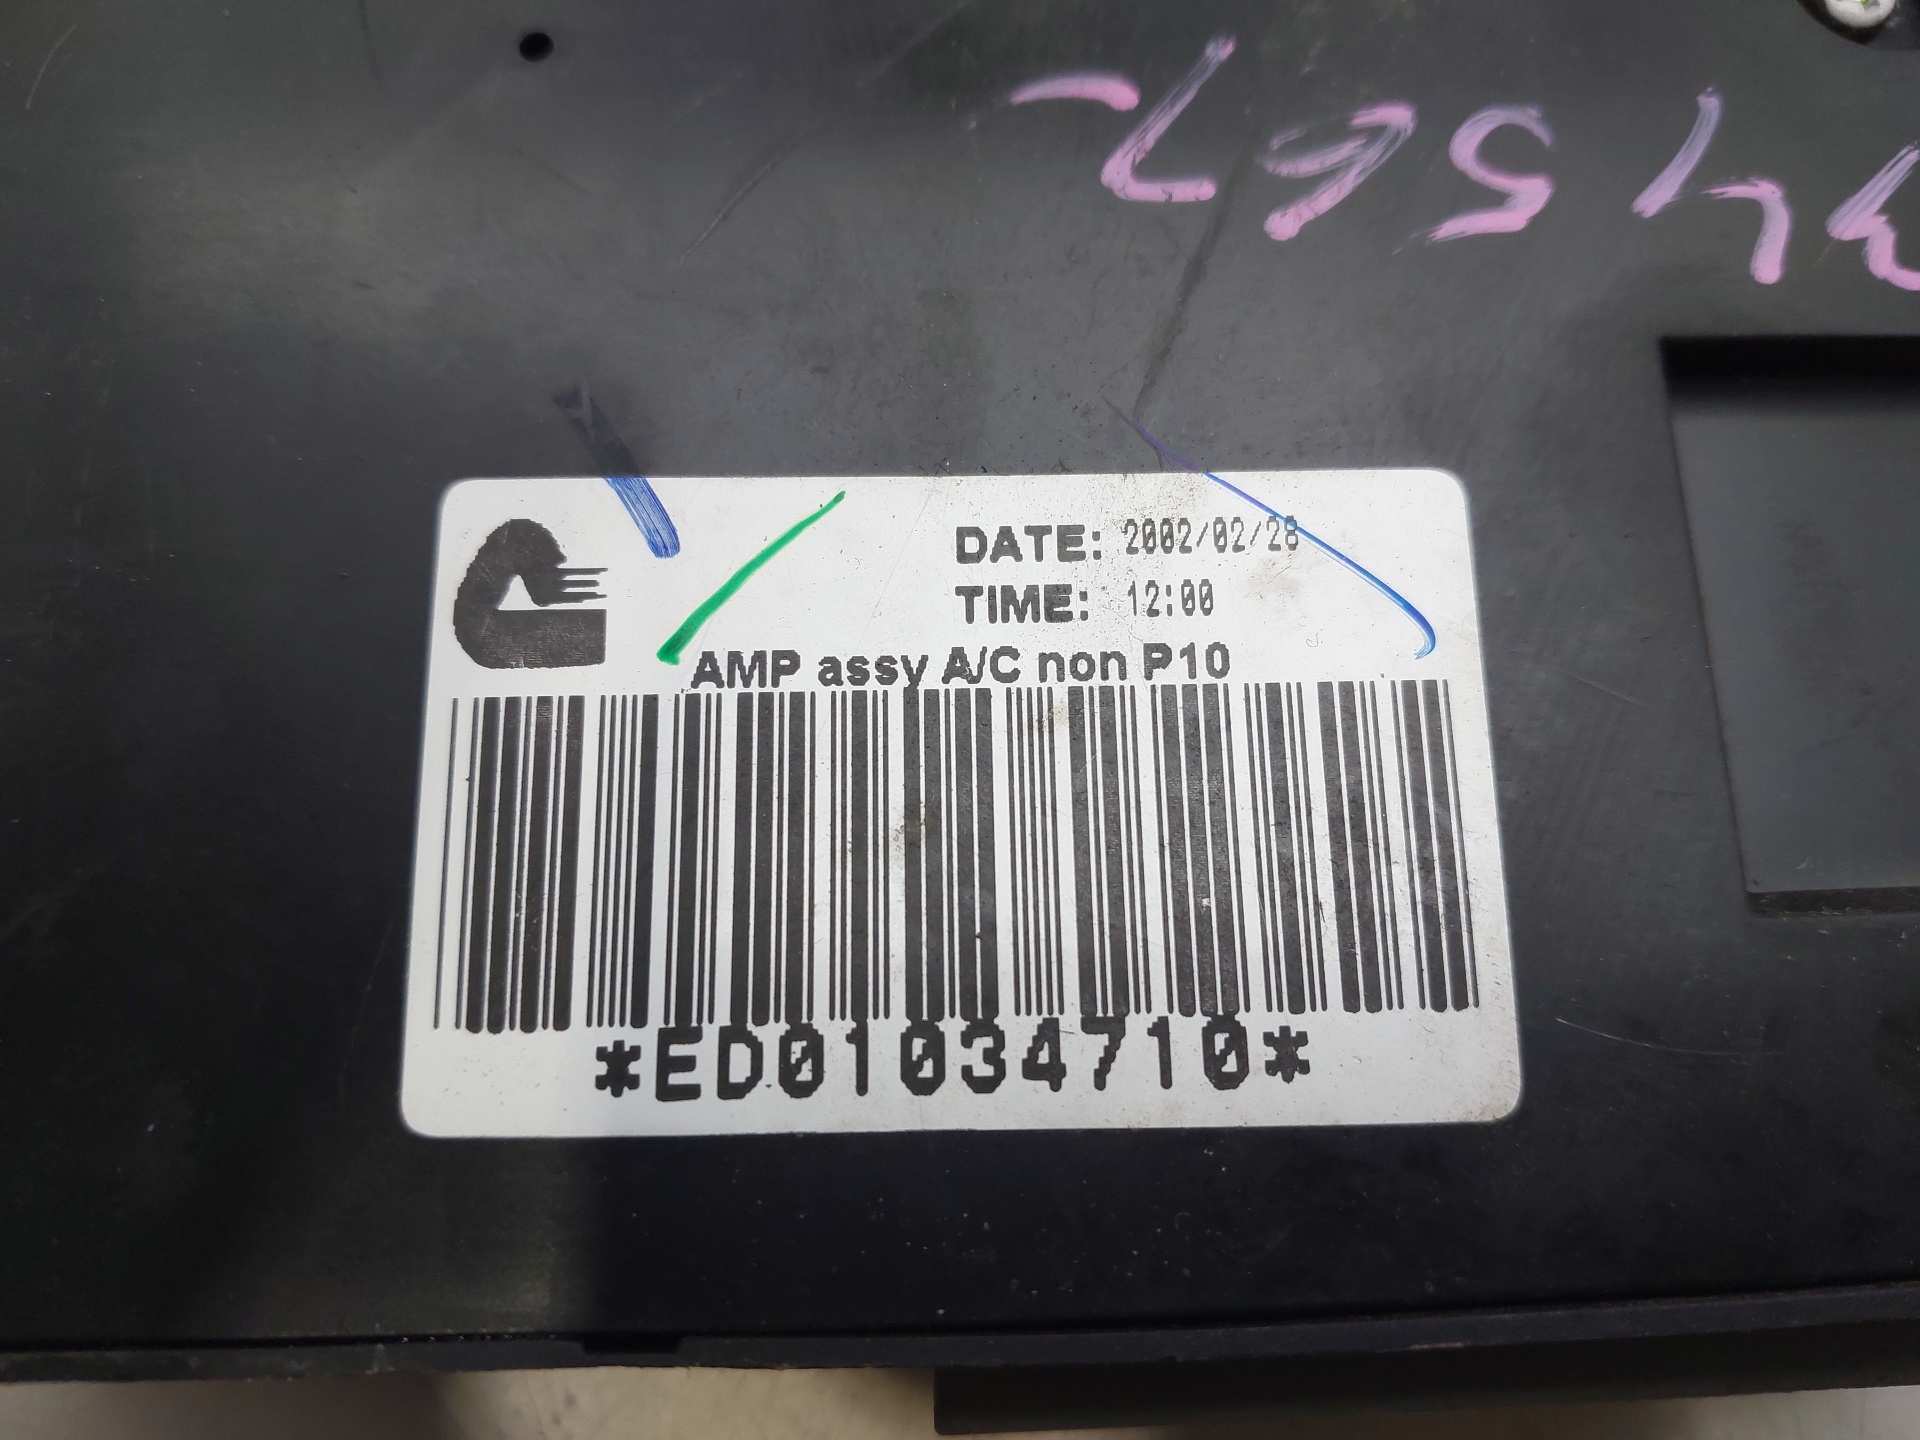 DATE: 2002/02/28
TIME: 12:00
AMP assy A/C non P10
*ED01034710*